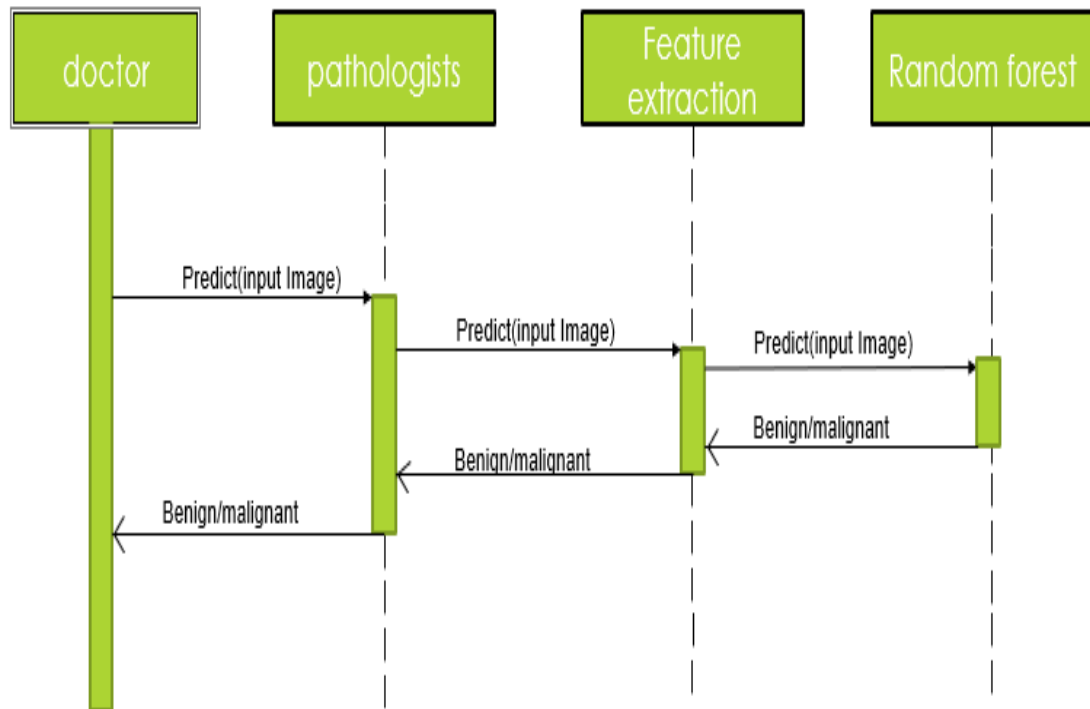 doctor
pathologists
Feature
extraction
Random forest
Predict(input Image)
Predict(input Image)
Predict(input Image)
Benign/malignant
Benign/malignant
Benign/malignant